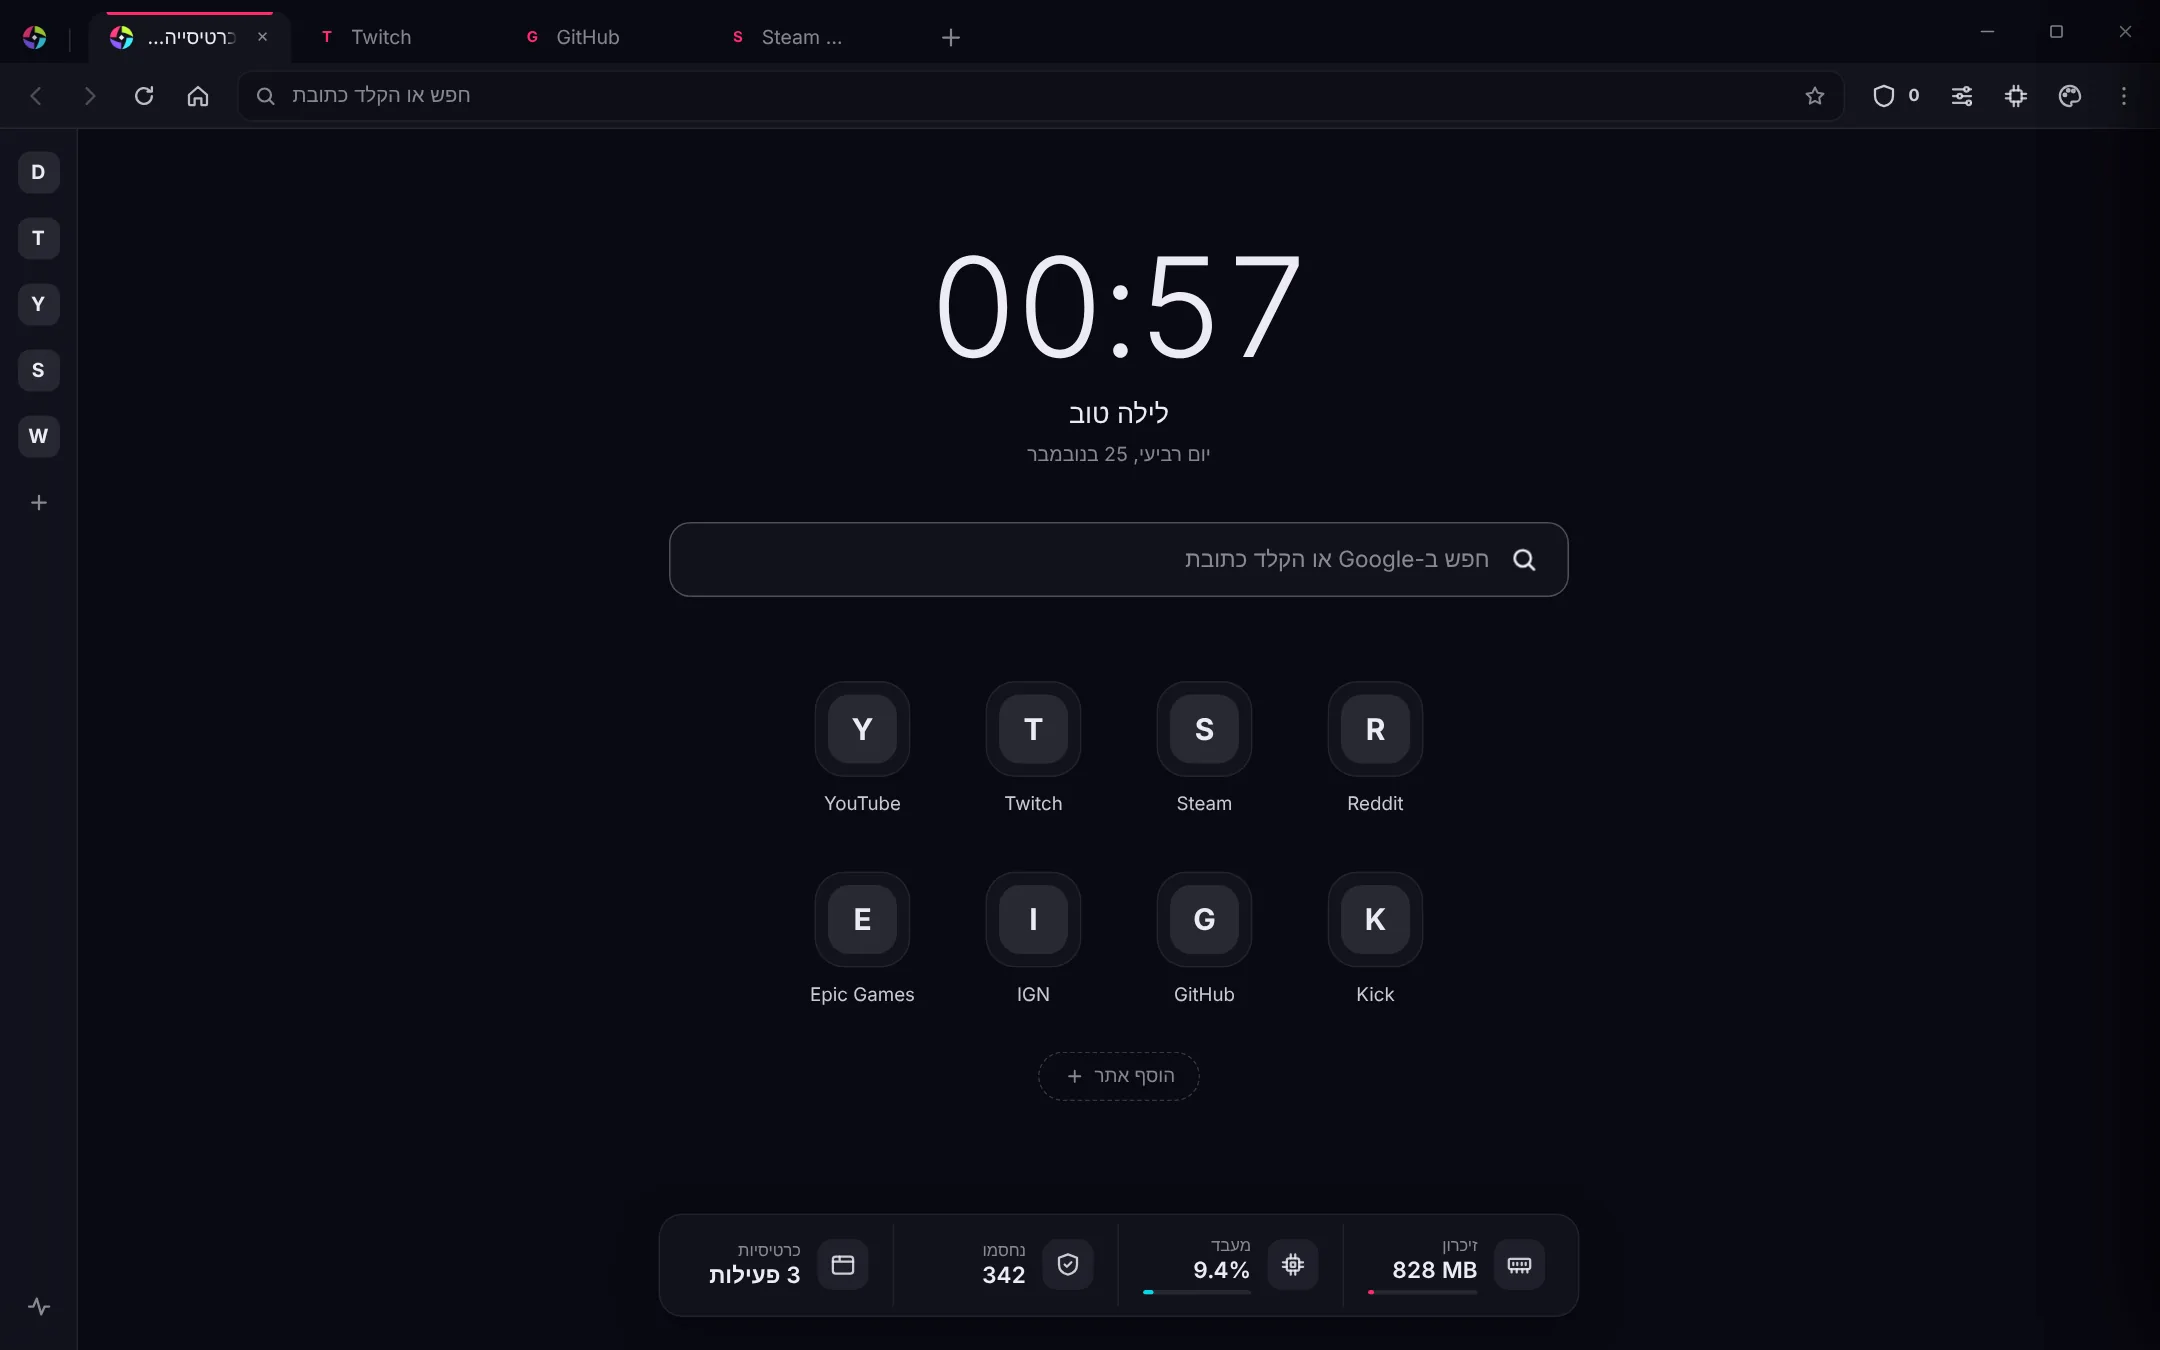 כרטיסייה...
Twitch
GitHub
Steam ...
חפש או הקלד כתובת
0
D
T
Y
S
W
00:57
לילה טוב
יום רביעי, 25 בנובמבר
חפש ב-Google או הקלד כתובת
Y
T
S
R
YouTube
Twitch
Steam
Reddit
E
I
G
K
Epic Games
IGN
GitHub
Kick
הוסף אתר
זיכרון
828 MB
מעבד
9.4%
נחסמו
342
כרטיסיות
3 פעילות